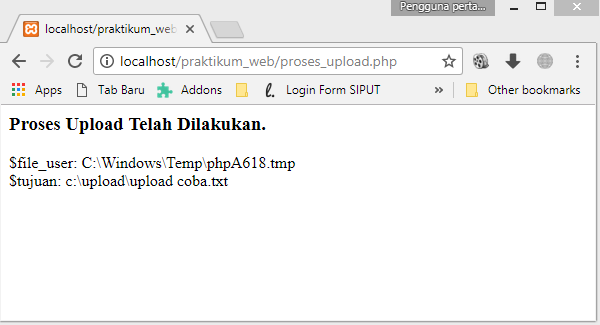 Pengguna perta...
localhost/praktikum_web
localhost/praktikum_web/proses_upload.php
Apps Tab Baru Addons Login Form SIPUT » Other bookmarks
Proses Upload Telah Dilakukan.
$file_user: C:\Windows\Temp\phpA618.tmp
$tujuan: c:\upload\upload coba.txt